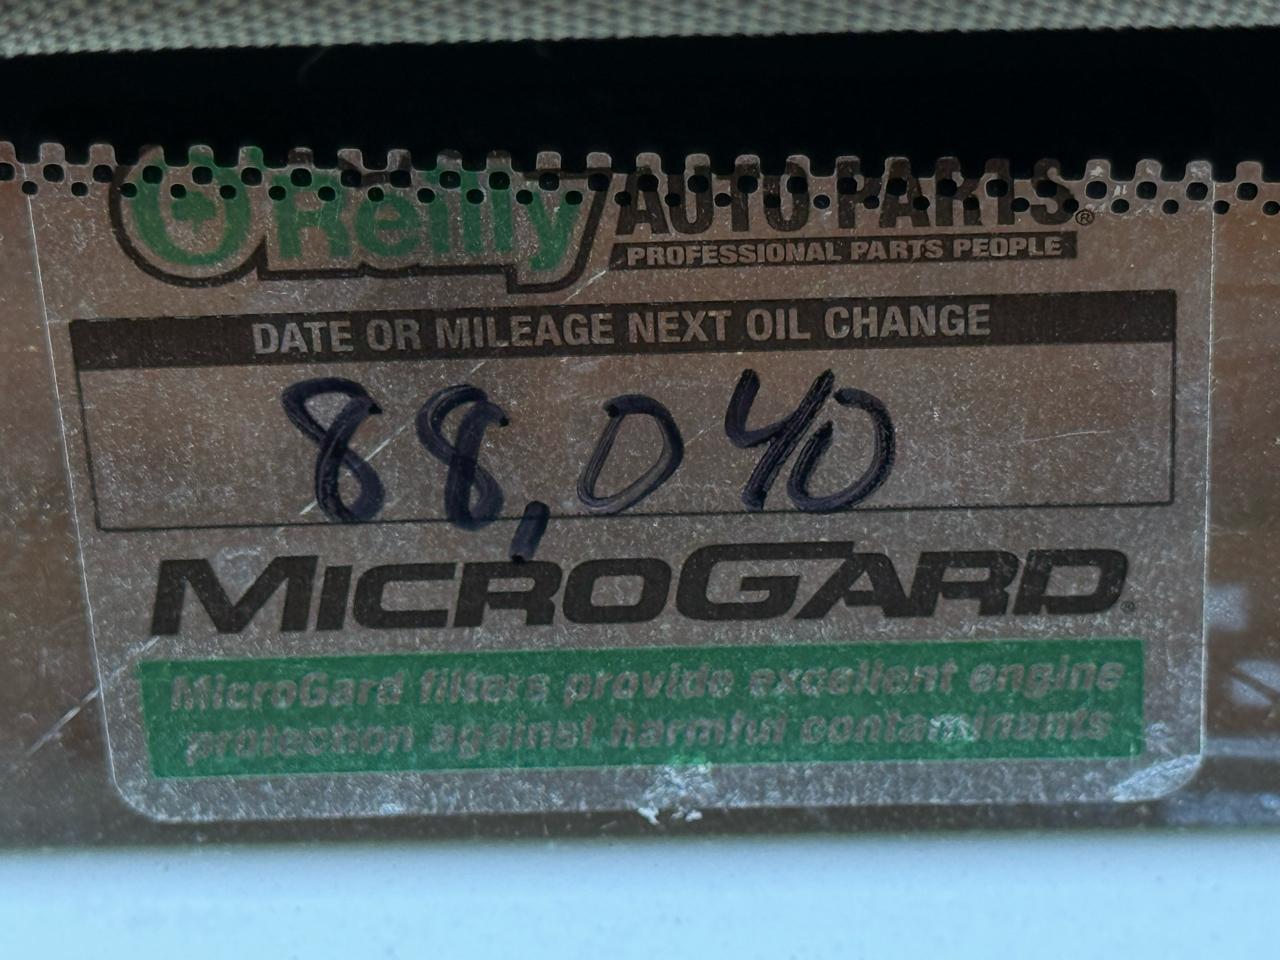 O'Reilly AUTO PARTS®
PROFESSIONAL PARTS PEOPLE
DATE OR MILEAGE NEXT OIL CHANGE
88,040
MICROGARD®
MicroGard filters provide excellent engine
protection against harmful contaminants